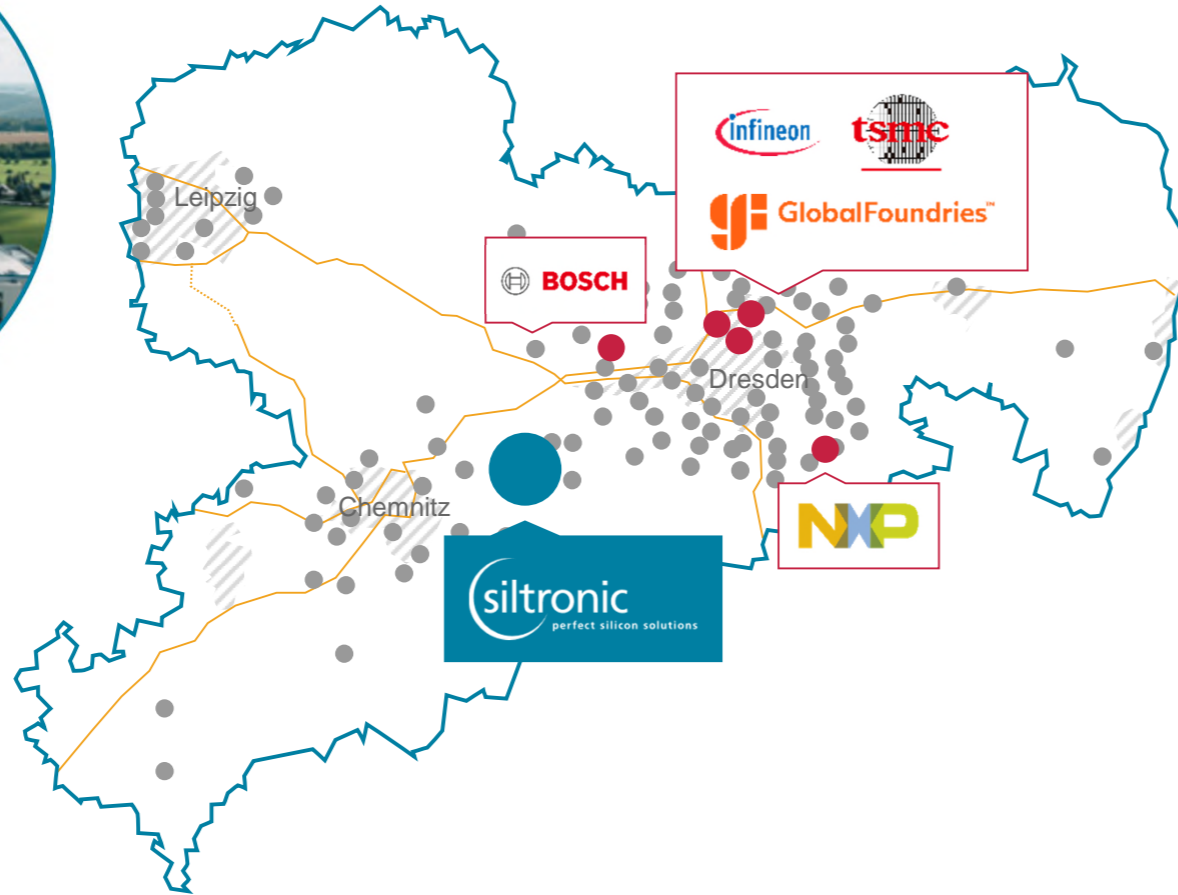 infineon
tsmc
GlobalFoundries™
Leipzig
BOSCH
Dresden
Chemnitz
NXP
siltronic
perfect silicon solutions